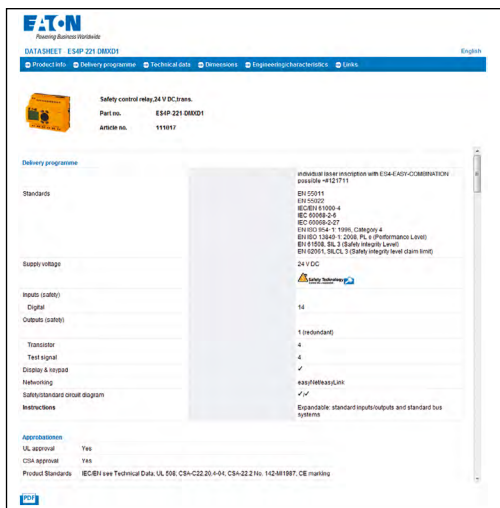 EATON
Powering Business Worldwide
DATASHEET ES4P 221-DMXD1
English
Product info Delivery programme Technical data Dimensions Engineering/characteristics Links
Safety control relay,24 V DC,trans.
Part no. ES4P-221-DMXD1
Article no. 111017
Delivery programme
individual laser inscription with ES4-EASY-COMBINATION
possible →#121711
Standards
EN 55011
EN 55022
IEC/EN 61000-4
IEC 60068-2-6
IEC 60068-2-27
EN ISO 954- 1: 1996, Category 4
EN ISO 13849-1: 2008, PL e (Performance Level)
EN 61508, SIL 3 (Safety Integrity Level)
EN 62061, SILCL 3 (Safety integrity level claim limit)
Supply voltage
24 V DC
Safety Technology
Inputs (safety)
Digital 14
Outputs (safety)
1 (redundant)
Transistor 4
Test signal 4
Display & keypad ✓
Networking easyNet/easyLink
Safety/standard circuit diagram ✓/✓
Instructions Expandable: standard inputs/outputs and standard bus
systems
Approbationen
UL approval Yes
CSA approval Yes
Product Standards IEC/EN see Technical Data; UL 508; CSA-C22.20.4-04; CSA-22.2 No. 142-M1987; CE marking
PDF